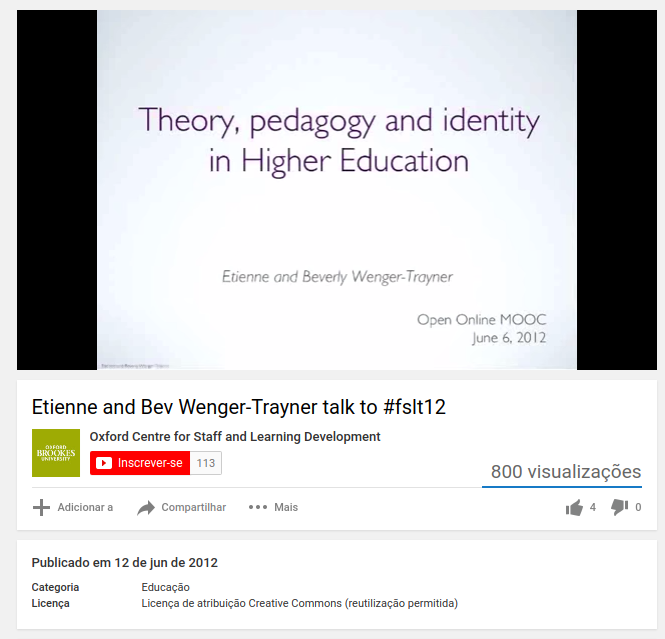 Theory, pedagogy and identity
in Higher Education
Etienne and Beverly Wenger-Trayner
Open Online MOOC
June 6, 2012
Etienne and Bev Wenger-Trayner talk to #fslt12
OXFORD
BROOKES
UNIVERSITY
Oxford Centre for Staff and Learning Development
Inscrever-se 113
800 visualizações
Adicionar a Compartilhar Mais 4 0
Publicado em 12 de jun de 2012
Categoria Educação
Licença Licença de atribuição Creative Commons (reutilização permitida)